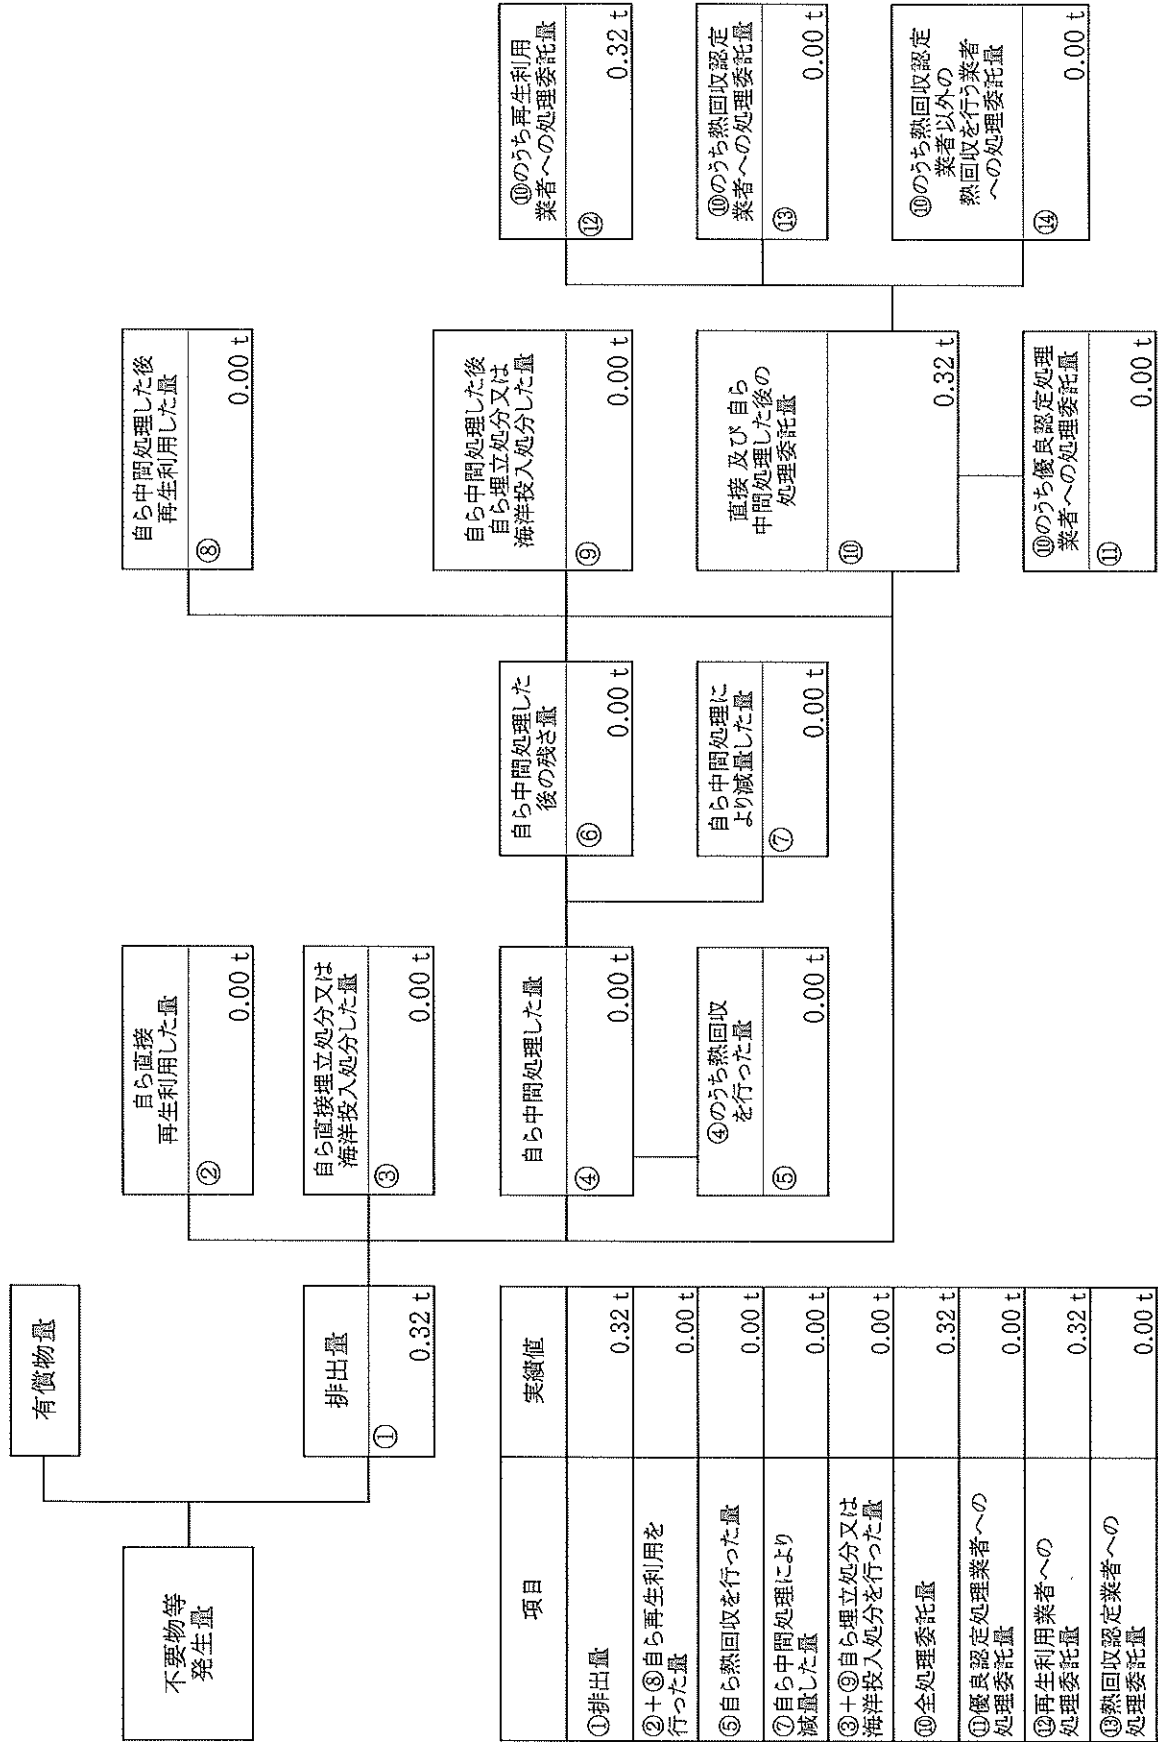 不要物等
発生量
有償物量
排出量
①
0.32 t
自ら直接
再生利用した量
②
0.00 t
自ら直接埋立処分又は
海洋投入処分した量
③
0.00 t
自ら中間処理した量
④
0.00 t
④のうち熱回収
を行った量
⑤
0.00 t
自ら中間処理した
後の残さ量
⑥
0.00 t
自ら中間処理に
より減量した量
⑦
0.00 t
自ら中間処理した後
再生利用した量
⑧
0.00 t
自ら中間処理した後
自ら埋立処分又は
海洋投入処分した量
⑨
0.00 t
直接 及び 自ら
中間処理した後の
処理委託量
⑩
0.32 t
⑩のうち優良認定処理
業者への処理委託量
⑪
0.00 t
⑩のうち再生利用
業者への処理委託量
⑫
0.32 t
⑩のうち熱回収認定
業者への処理委託量
⑬
0.00 t
⑩のうち熱回収認定
業者以外の
熱回収を行う業者
への処理委託量
⑭
0.00 t
項目
実績値
①排出量
0.32 t
②+⑧自ら再生利用を
行った量
0.00 t
⑤自ら熱回収を行った量
0.00 t
⑦自ら中間処理により
減量した量
0.00 t
③+⑨自ら埋立処分又は
海洋投入処分を行った量
0.00 t
⑩全処理委託量
0.32 t
⑪優良認定処理業者への
処理委託量
0.00 t
⑫再生利用業者への
処理委託量
0.32 t
⑬熱回収認定業者への
処理委託量
0.00 t